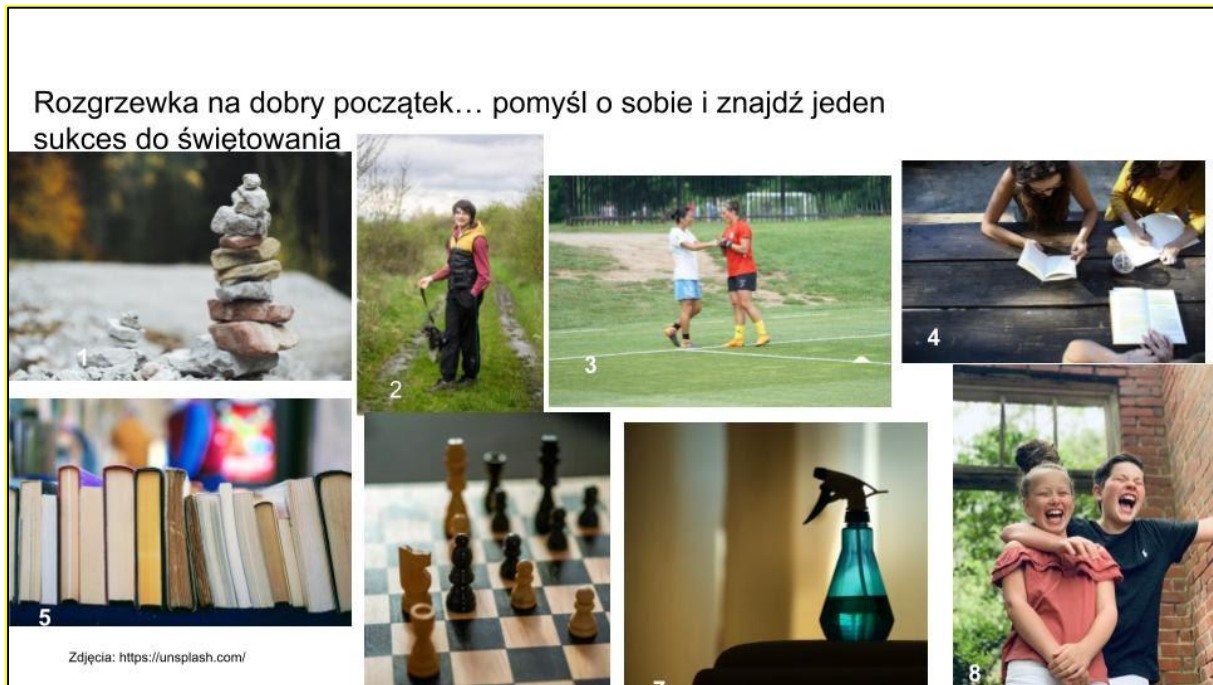 Rozgrzewka na dobry początek… pomyśl o sobie i znajdź jeden
sukces do świętowania
1
2
3
4
5
7
8
Zdjęcia: https://unsplash.com/